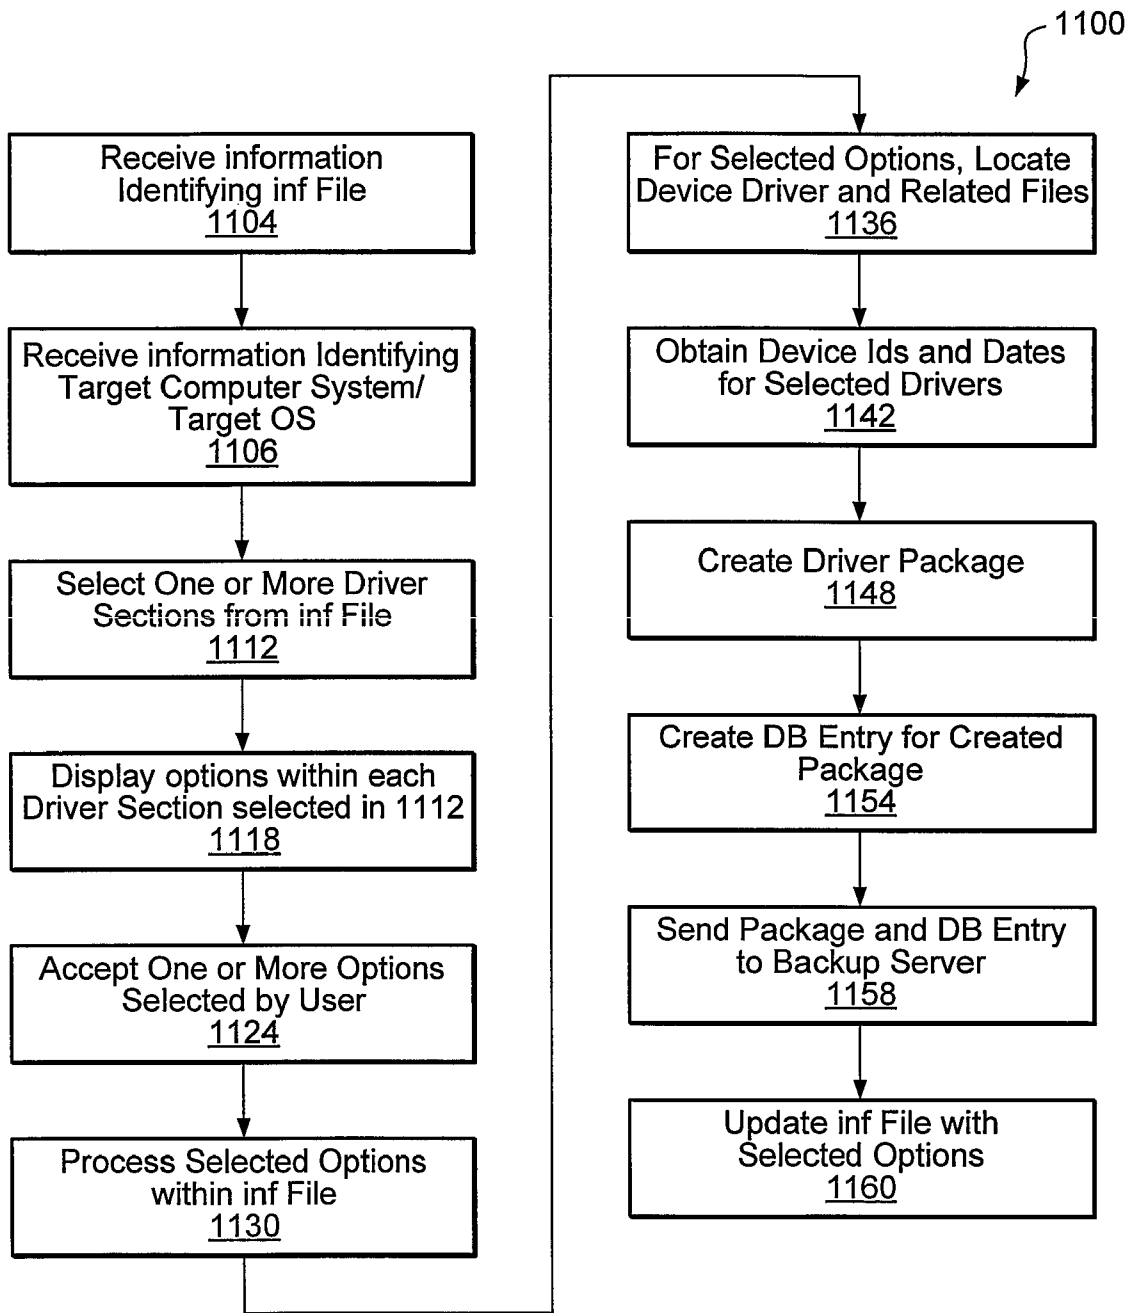 1100
Receive information
Identifying inf File
1104
Receive information Identifying
Target Computer System/
Target OS
1106
Select One or More Driver
Sections from inf File
1112
Display options within each
Driver Section selected in 1112
1118
Accept One or More Options
Selected by User
1124
Process Selected Options
within inf File
1130
For Selected Options, Locate
Device Driver and Related Files
1136
Obtain Device Ids and Dates
for Selected Drivers
1142
Create Driver Package
1148
Create DB Entry for Created
Package
1154
Send Package and DB Entry
to Backup Server
1158
Update inf File with
Selected Options
1160